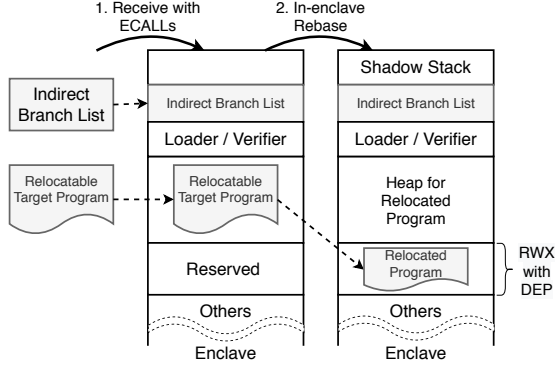 1. Receive with
ECALLs
2. In-enclave
Rebase
Indirect
Branch List
Relocatable
Target Program
Indirect Branch List
Loader / Verifier
Relocatable
Target Program
Reserved
Others
Enclave
Shadow Stack
Indirect Branch List
Loader / Verifier
Heap for
Relocated
Program
Relocated
Program
Others
Enclave
RWX
with
DEP